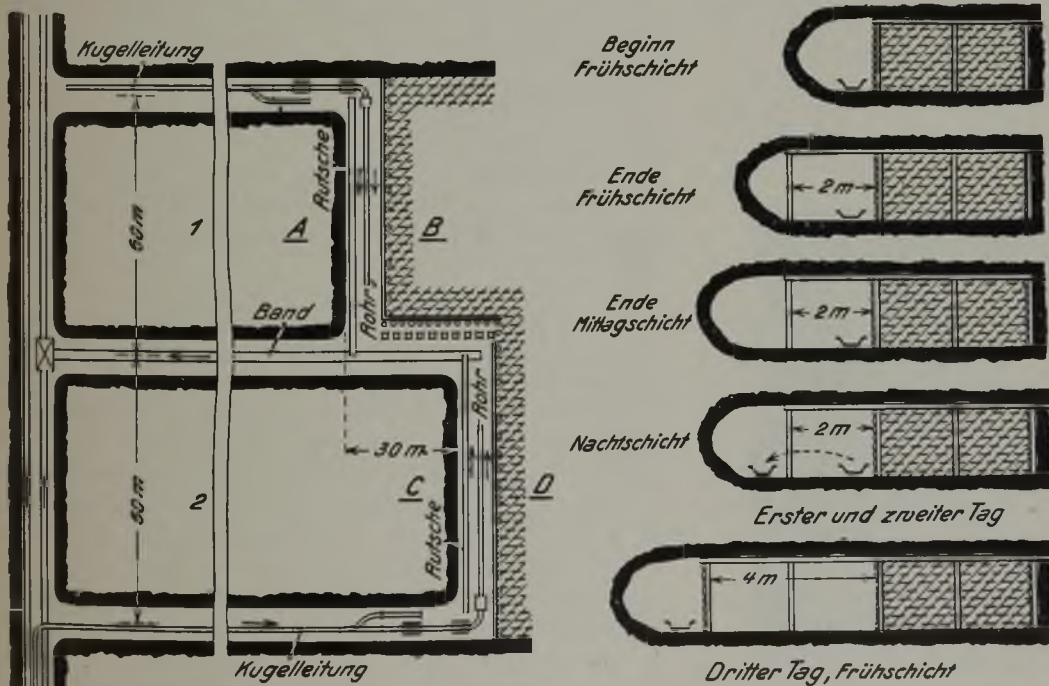 Kugelleitung
60 m
1
A
Rutsche
B
Rohr
Band
30 m
60 m
2
C
Rutsche
Rohr
D
Kugelleitung
Beginn
Frühschicht
Ende
Frühschicht
2 m
Ende
Mittagschicht
2 m
Nachtschicht
2 m
Erster und zweiter Tag
4 m
Dritter Tag, Frühschicht